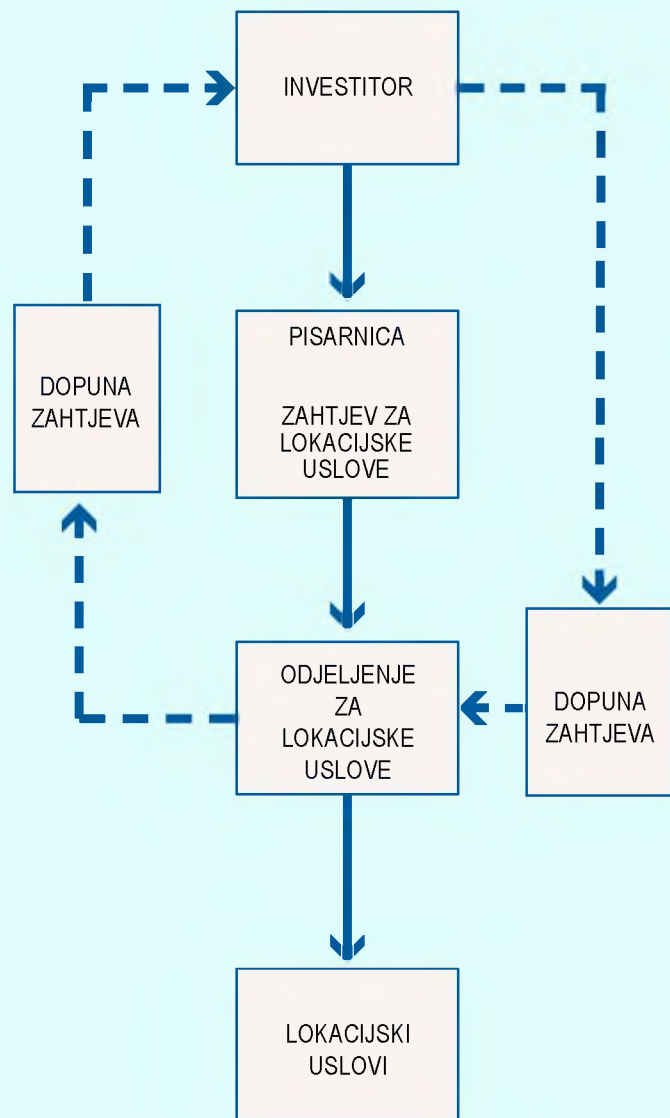 INVESTITOR
PISARNICA
ZAHTJEV ZA
LOKACIJSKE
USLOVE
DOPUNA
ZAHTJEVA
ODJELJENJE
ZA
LOKACIJSKE
USLOVE
DOPUNA
ZAHTJEVA
LOKACIJSKI
USLOVI